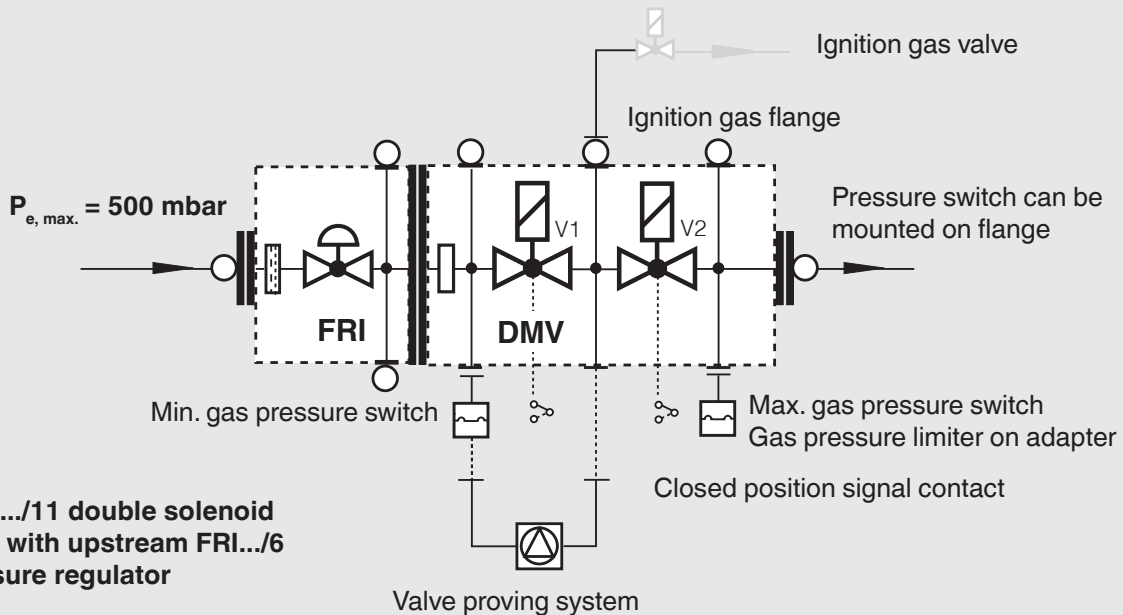 Ignition gas valve
Ignition gas flange
P e, max. = 500 mbar
Pressure switch can be
mounted on flange
V1
V2
FRI
DMV
Min. gas pressure switch
Max. gas pressure switch
Gas pressure limiter on adapter
Closed position signal contact
.../11 double solenoid
with upstream FRI.../6
sure regulator
Valve proving system